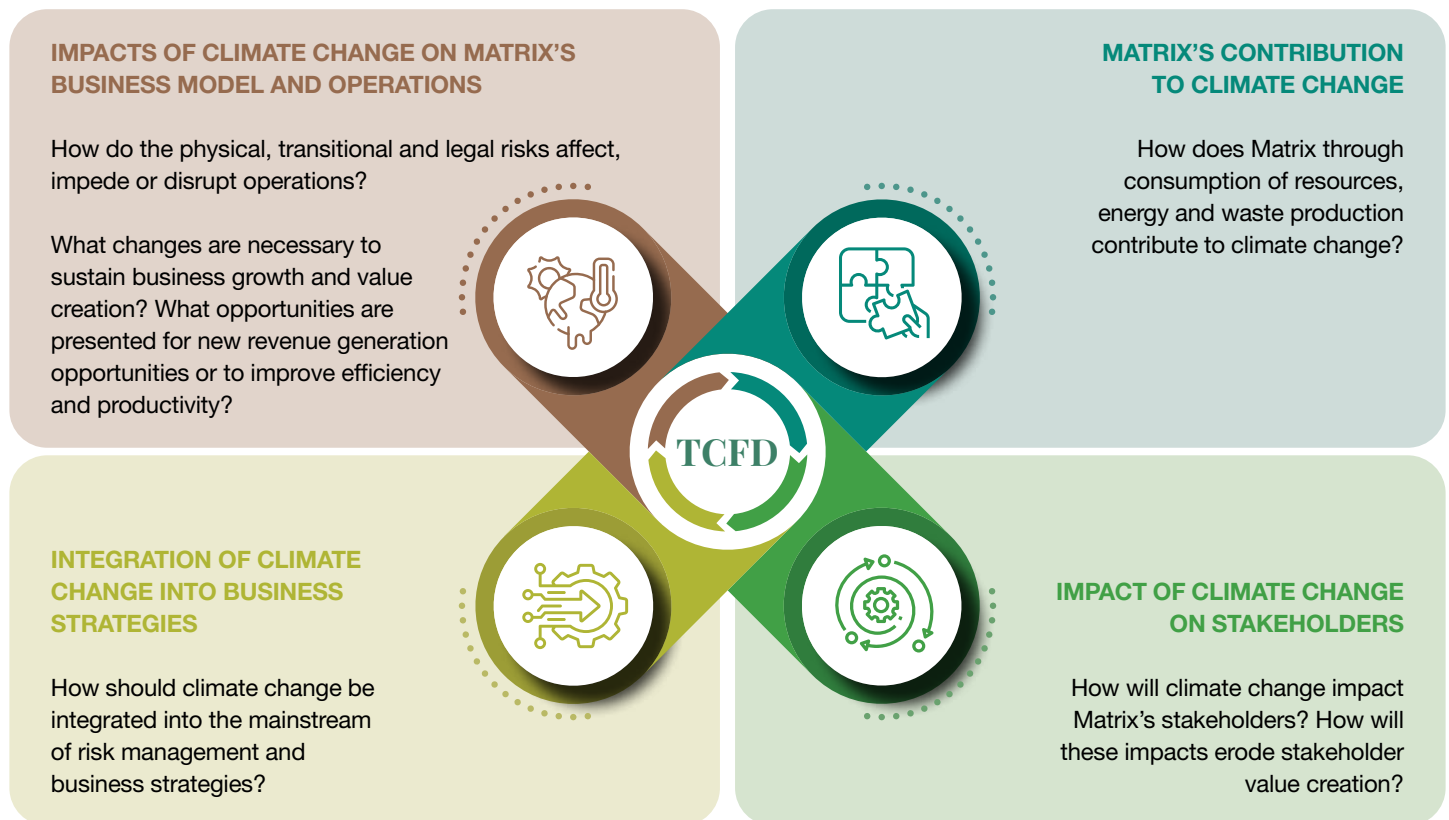 IMPACTS OF CLIMATE CHANGE ON MATRIX’S
BUSINESS MODEL AND OPERATIONS
How do the physical, transitional and legal risks affect,
impede or disrupt operations?
What changes are necessary to
sustain business growth and value
creation? What opportunities are
presented for new revenue generation
opportunities or to improve efficiency
and productivity?
MATRIX’S CONTRIBUTION
TO CLIMATE CHANGE
How does Matrix through
consumption of resources,
energy and waste production
contribute to climate change?
TCFD
INTEGRATION OF CLIMATE
CHANGE INTO BUSINESS
STRATEGIES
How should climate change be
integrated into the mainstream
of risk management and
business strategies?
IMPACT OF CLIMATE CHANGE
ON STAKEHOLDERS
How will climate change impact
Matrix’s stakeholders? How will
these impacts erode stakeholder
value creation?